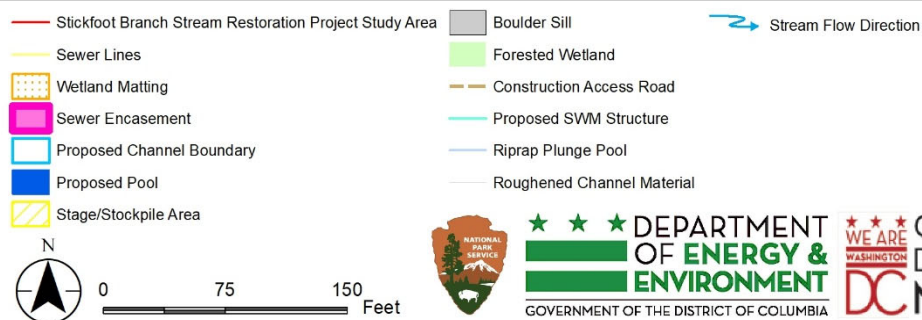 Stickfoot Branch Stream Restoration Project Study Area
Sewer Lines
Wetland Matting
Sewer Encasement
Proposed Channel Boundary
Proposed Pool
Stage/Stockpile Area
Boulder Sill
Forested Wetland
Construction Access Road
Proposed SWM Structure
Riprap Plunge Pool
Roughened Channel Material
Stream Flow Direction
N
0 75 150
Feet
NATIONAL
PARK
SERVICE
DEPARTMENT
OF ENERGY &
ENVIRONMENT
GOVERNMENT OF THE DISTRICT OF COLUMBIA
WE ARE
WASHINGTON
DC